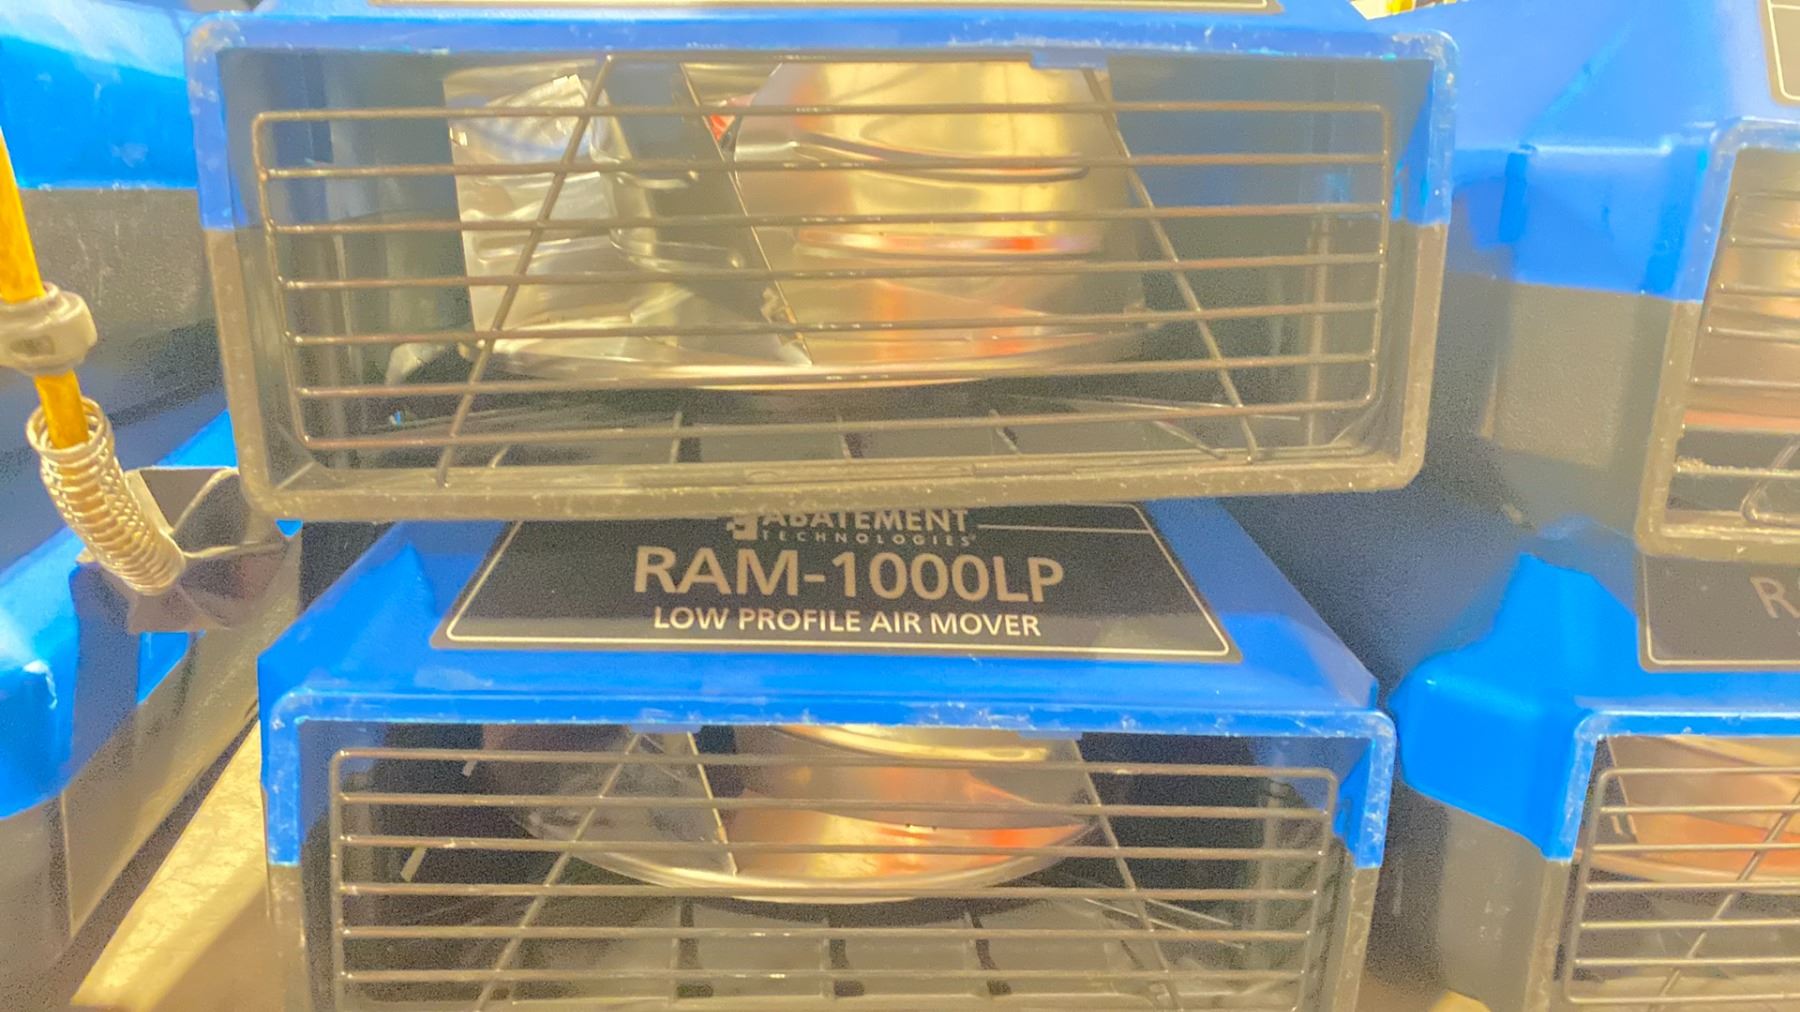 ABATEMENT
TECHNOLOGIES®
RAM-1000LP
LOW PROFILE AIR MOVER
R